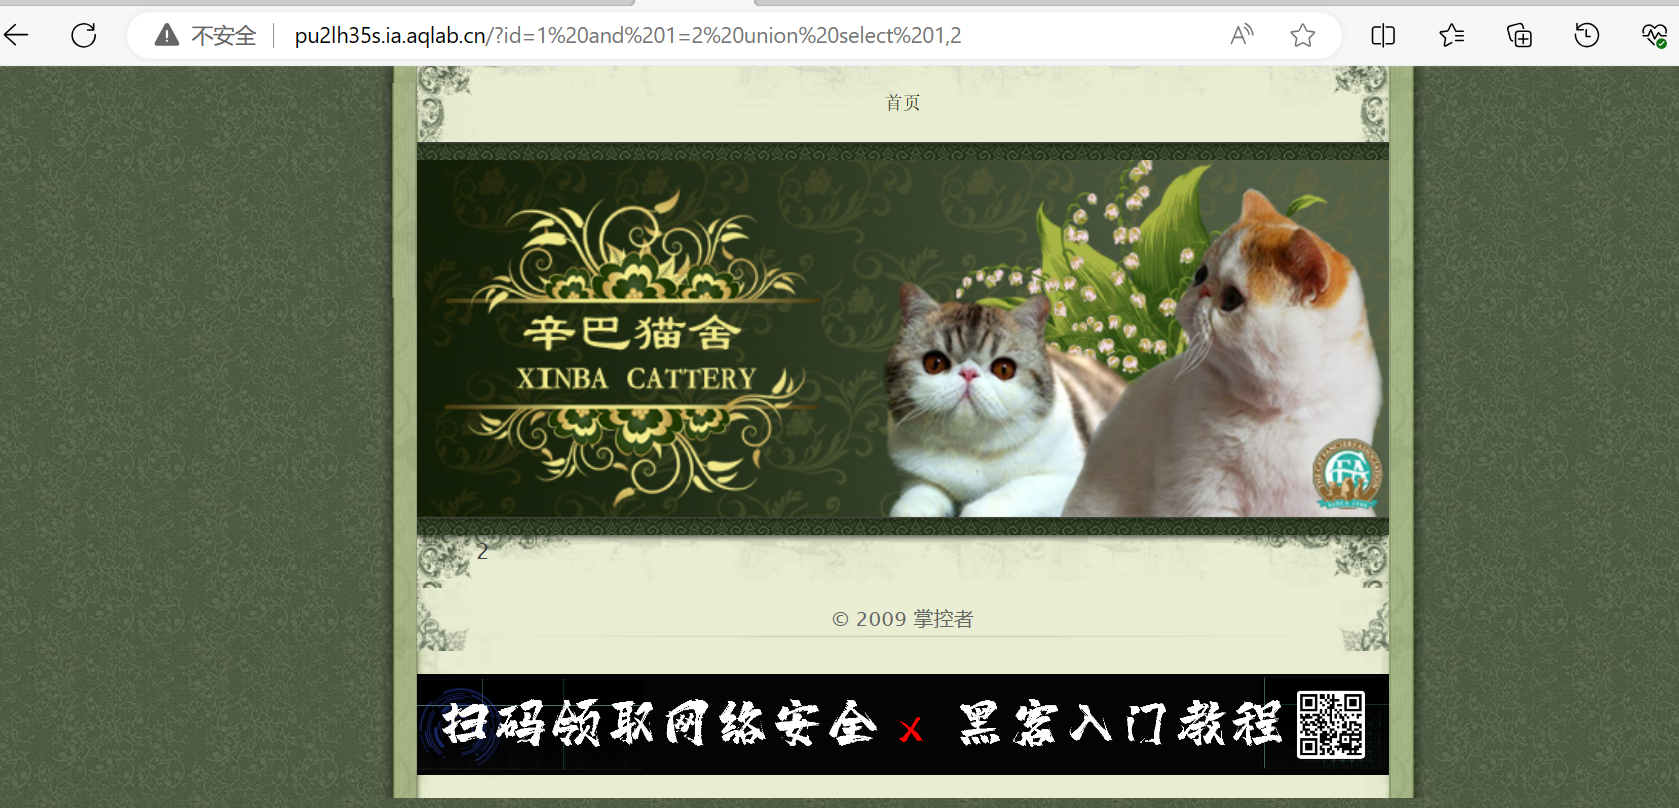 不安全
pu2lh35s.ia.aqlab.cn/?id=1%20and%201=2%20union%20select%201,2
首页
辛巴猫舍
XINBA CATTERY
2
© 2009 掌控者
扫码领取网络安全 x 黑客入门教程